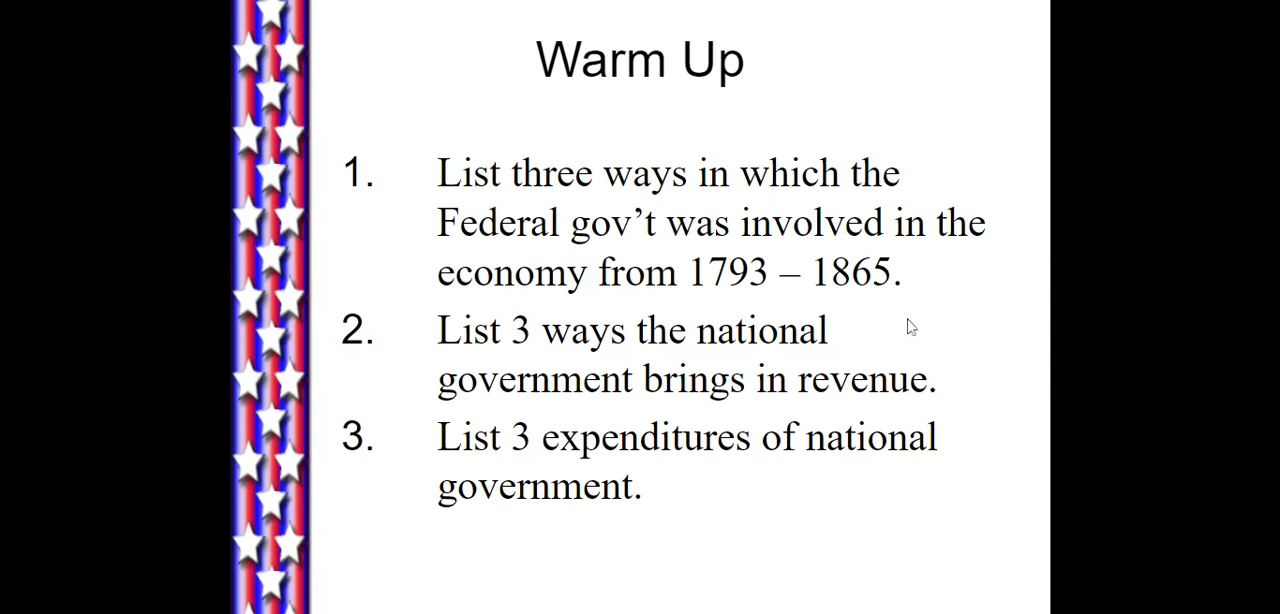 Warm Up
1. List three ways in which the
Federal gov’t was involved in the
economy from 1793 – 1865.
2. List 3 ways the national
government brings in revenue.
3. List 3 expenditures of national
government.